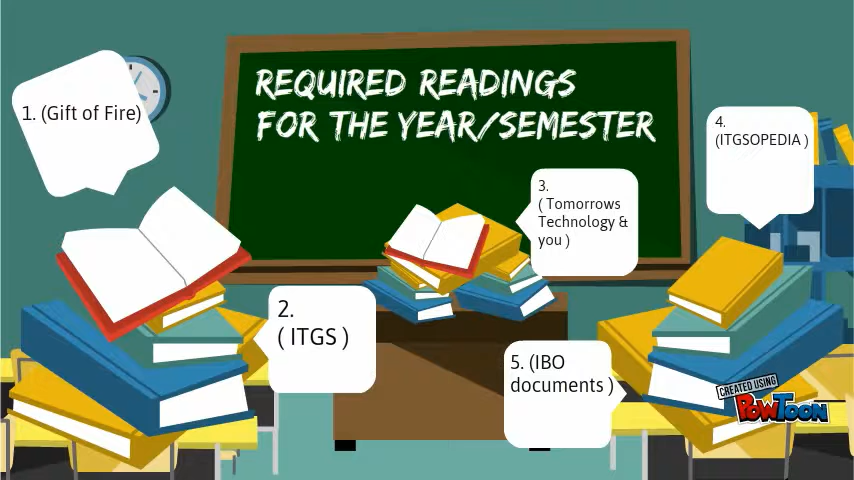 REQUIRED READINGS
FOR THE YEAR/SEMESTER
1. (Gift of Fire)
2.
( ITGS )
3.
( Tomorrows
Technology &
you )
4.
(ITGSOPEDIA )
5. (IBO
documents )
CREATED USING
POWTOON